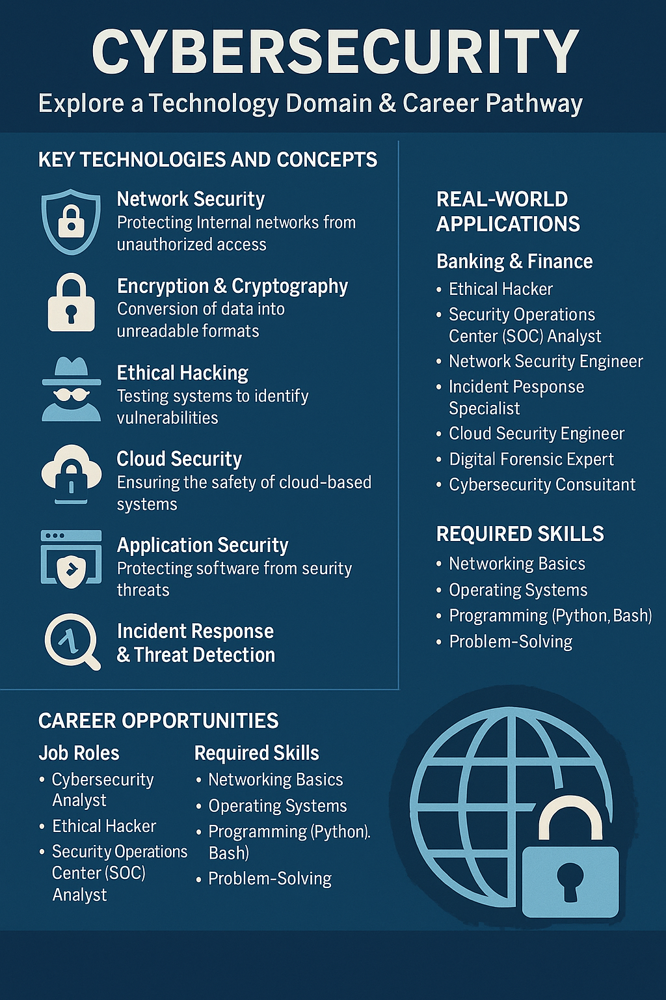 CYBERSECURITY
Explore a Technology Domain & Career Pathway
KEY TECHNOLOGIES AND CONCEPTS
Network Security
Protecting Internal networks from
unauthorized access
Encryption & Cryptography
Conversion of data into
unreadable formats
Ethical Hacking
Testing systems to identify
vulnerabilities
Cloud Security
Ensuring the safety of cloud-based
systems
Application Security
Protecting software from seurity
threats
Incident Response
& Threat Detection
REAL-WORLD
APPLICATIONS
Banking & Finance
• Ethical Hacker
• Security Operations
Center (SOC) Analyst
• Network Security Engineer
• Incident Pesponse
Specialist
• Cloud Security Engineer
• Digital Forensic Expert
• Cybersecurity Consuitant
REQUIRED SKILLS
• Networking Basics
• Operating Systems
• Programming (Python, Bash)
• Problem-Solving
CAREER OPPORTUNITIES
Job Roles
• Cybersecurity
Analyst
• Ethical Hacker
• Security Operations
Center (SOC)
Analyst
Required Skills
• Networking Basics
• Operating Systems
• Programming (Python).
Bash)
• Problem-Solving